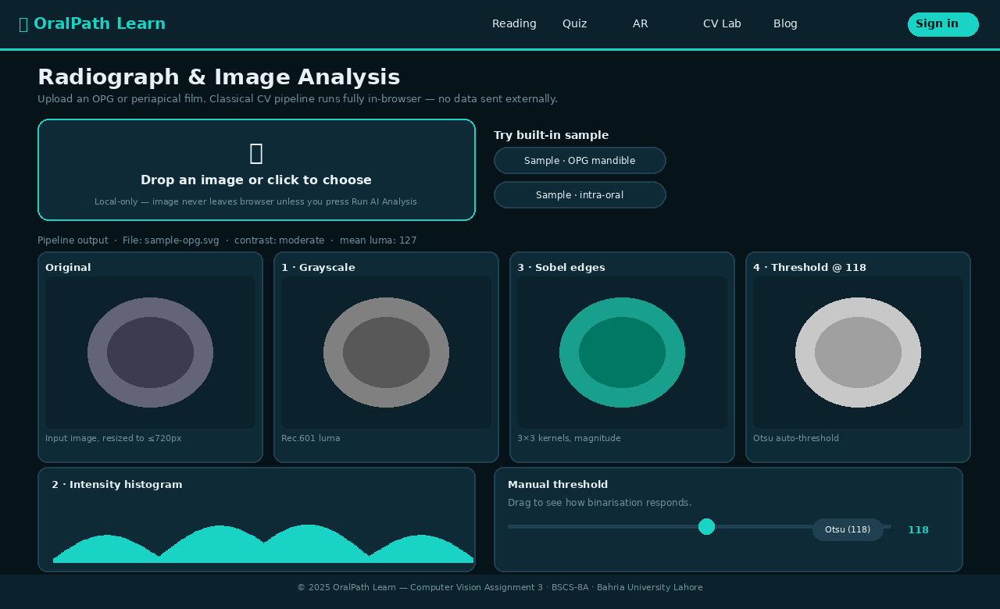 OralPath Learn
Reading Quiz AR CV Lab Blog
Sign in
Radiograph & Image Analysis
Upload an OPG or periapical film. Classical CV pipeline runs fully in-browser — no data sent externally.
Drop an image or click to choose
Local-only — image never leaves browser unless you press Run AI Analysis
Try built-in sample
Sample · OPG mandible
Sample · intra-oral
Pipeline output · File: sample-opg.svg · contrast: moderate · mean luma: 127
Original
Input image, resized to ≤720px
1 · Grayscale
Rec.601 luma
3 · Sobel edges
3×3 kernels, magnitude
4 · Threshold @ 118
Otsu auto-threshold
2 · Intensity histogram
Manual threshold
Drag to see how binarisation responds.
Otsu (118)
118
© 2025 OralPath Learn — Computer Vision Assignment 3 · BSCS-8A · Bahria University Lahore